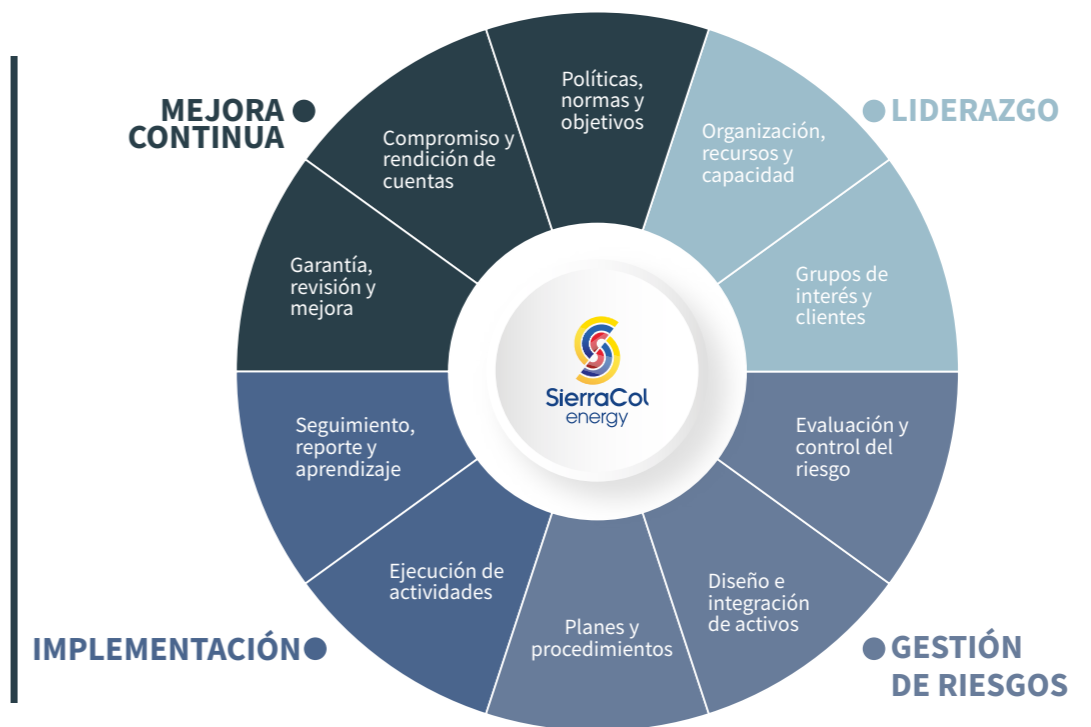 MEJORA
CONTINUA
LIDERAZGO
Políticas,
normas y
objetivos
Organización,
recursos y
capacidad
Grupos de
interés y
clientes
Evaluación y
control del
riesgo
Diseño e
integración
de activos
Planes y
procedimientos
Ejecución de
actividades
Seguimiento,
reporte y
aprendizaje
Garantía,
revisión y
mejora
Compromiso y
rendición de
cuentas
SierraCol
energy
IMPLEMENTACIÓN
GESTIÓN
DE RIESGOS